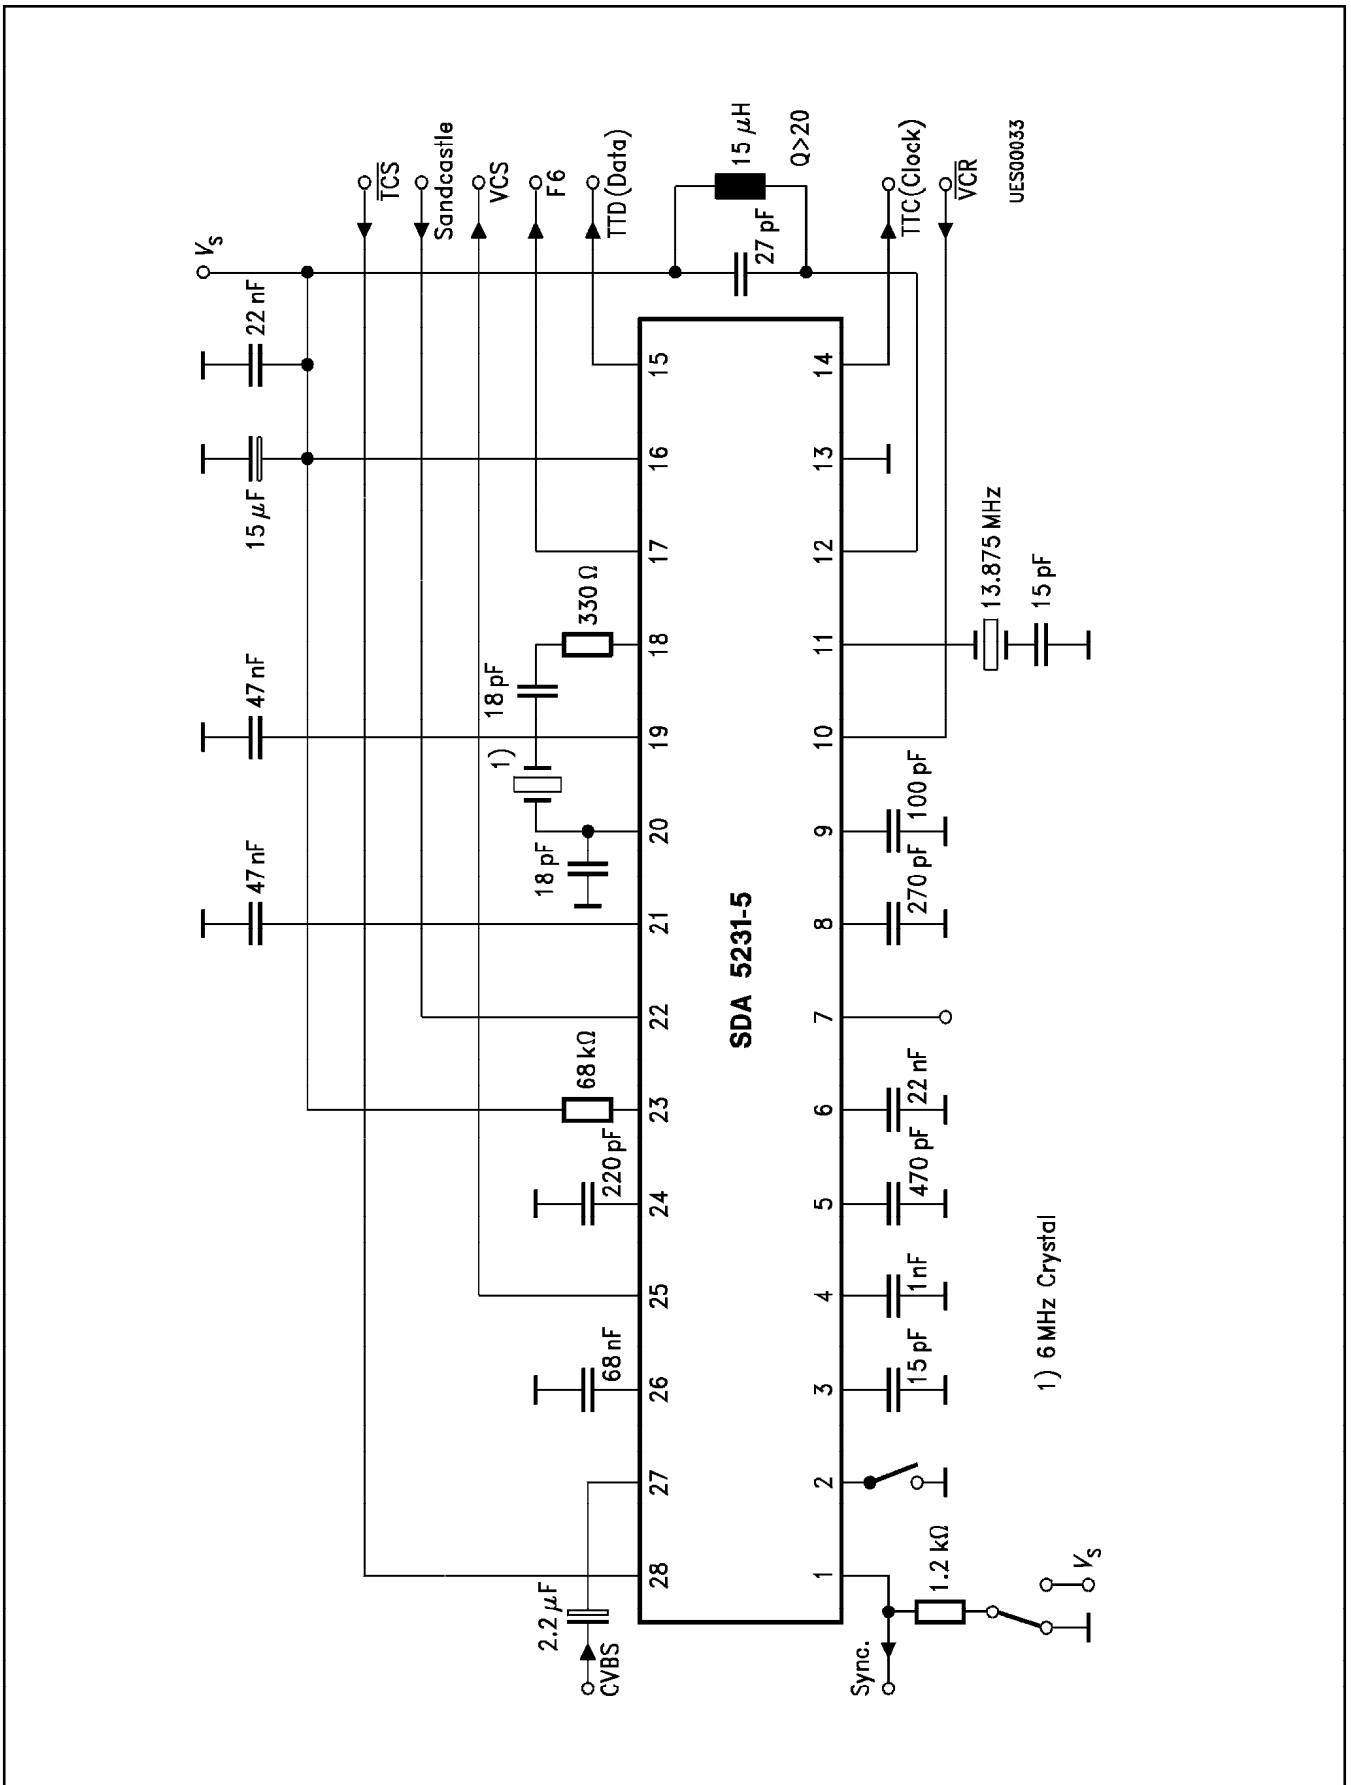 CVBS
2.2 µF
TCS
Sandcastle
VCS
F6
TTD (Data)
V_S
22 nF
15 µF
47 nF
47 nF
18 pF
1)
18 pF
330 Ω
68 kΩ
220 pF
68 nF
15 µH
Q>20
27 pF
28 27 26 25 24 23 22 21 20 19 18 17 16 15
SDA 5231-5
1 2 3 4 5 6 7 8 9 10 11 12 13 14
Sync.
1.2 kΩ
V_S
15 pF
1 nF
470 pF
22 nF
270 pF
100 pF
13.875 MHz
15 pF
TTC (Clock)
VCR
1) 6 MHz Crystal
UES00033